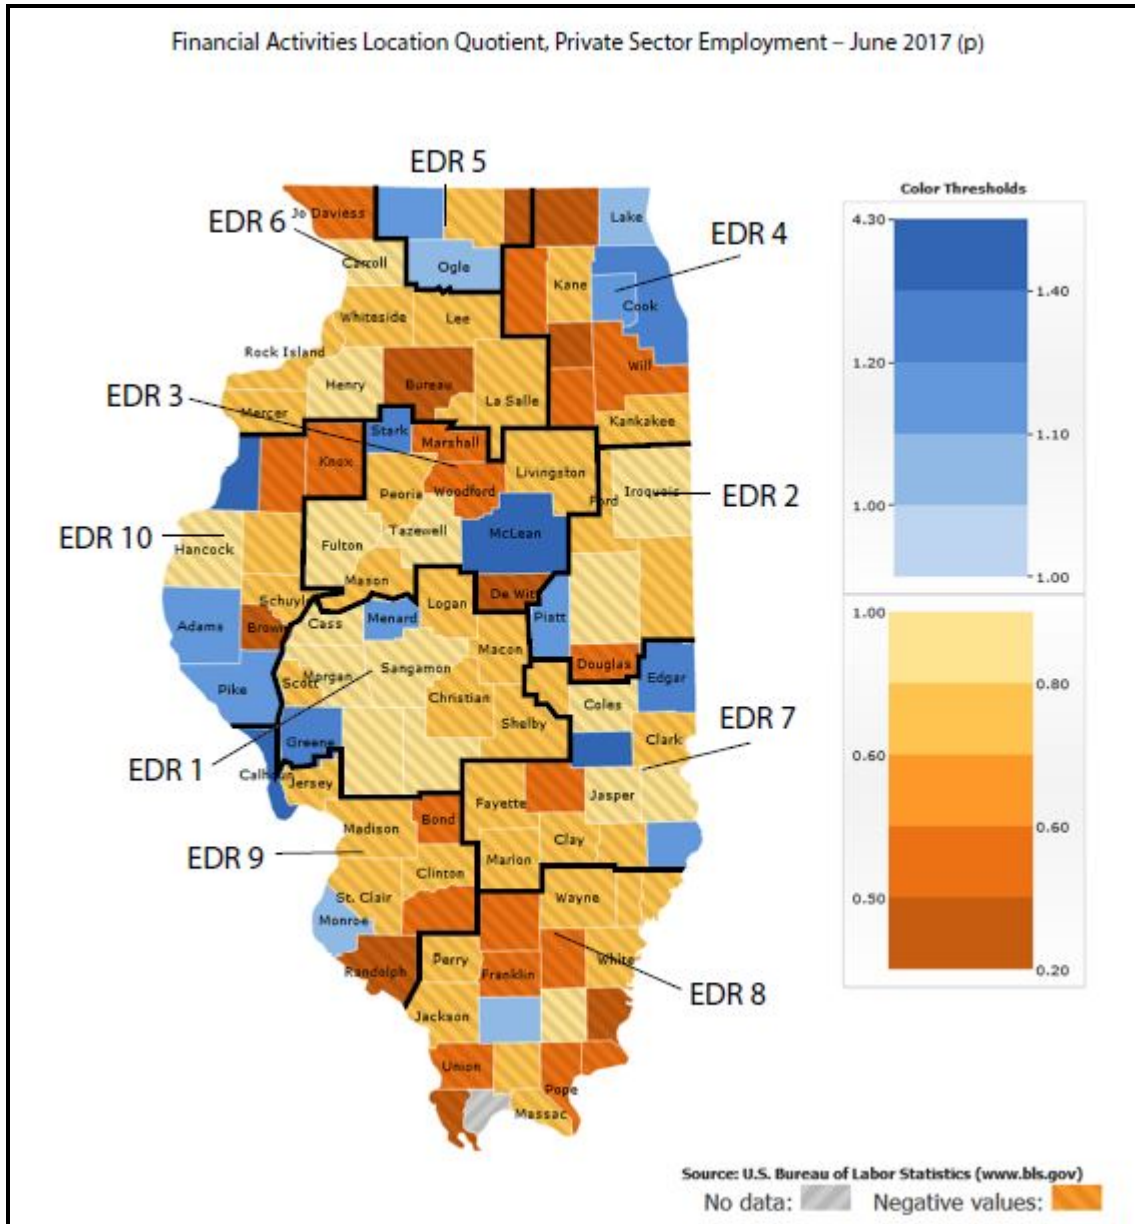 Financial Activities Location Quotient, Private Sector Employment – June 2017 (p)
EDR 5
Color Thresholds
EDR 6
Jo Daviess
Lake
4.30
EDR 4
Carroll
Ogle
Kane
Cook
1.40
Whiteside
Lee
Rock Island
1.20
Will
EDR 3
Henry
Bureau
La Salle
Mercer
Kankakee
Stark
Marshall
1.10
Knox
Livingston
Peoria
Woodford
Ford
Iroquois
EDR 2
1.00
EDR 10
Hancock
Fulton
Tazewell
McLean
Mason
1.00
Schuyl
Logan
De Witt
1.00
Adams
Brown
Cass
Menard
Piatt
Macon
Sangamon
Douglas
Pike
Scott
Morgan
Edgar
0.80
Christian
Coles
EDR 7
Shelby
Greene
Clark
EDR 1
0.60
Calhoun
Jersey
Fayette
Jasper
Madison
Bond
0.60
EDR 9
Marion
Clay
Clinton
St. Clair
Wayne
0.50
Monroe
Perry
White
Randolph
Franklin
0.20
EDR 8
Jackson
Union
Pope
Massac
Source: U.S. Bureau of Labor Statistics (www.bls.gov)
No data:
Negative values: